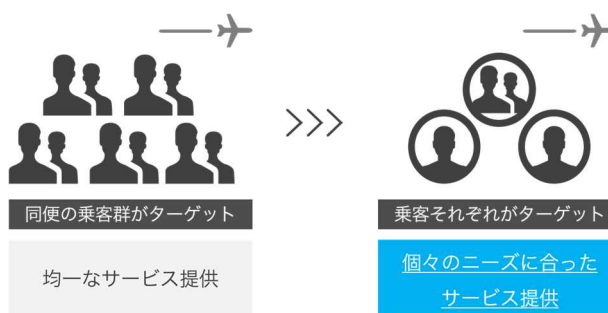 同便の乗客群がターゲット
均一なサービス提供
>>>
乗客それぞれがターゲット
個々のニーズに合った
サービス提供